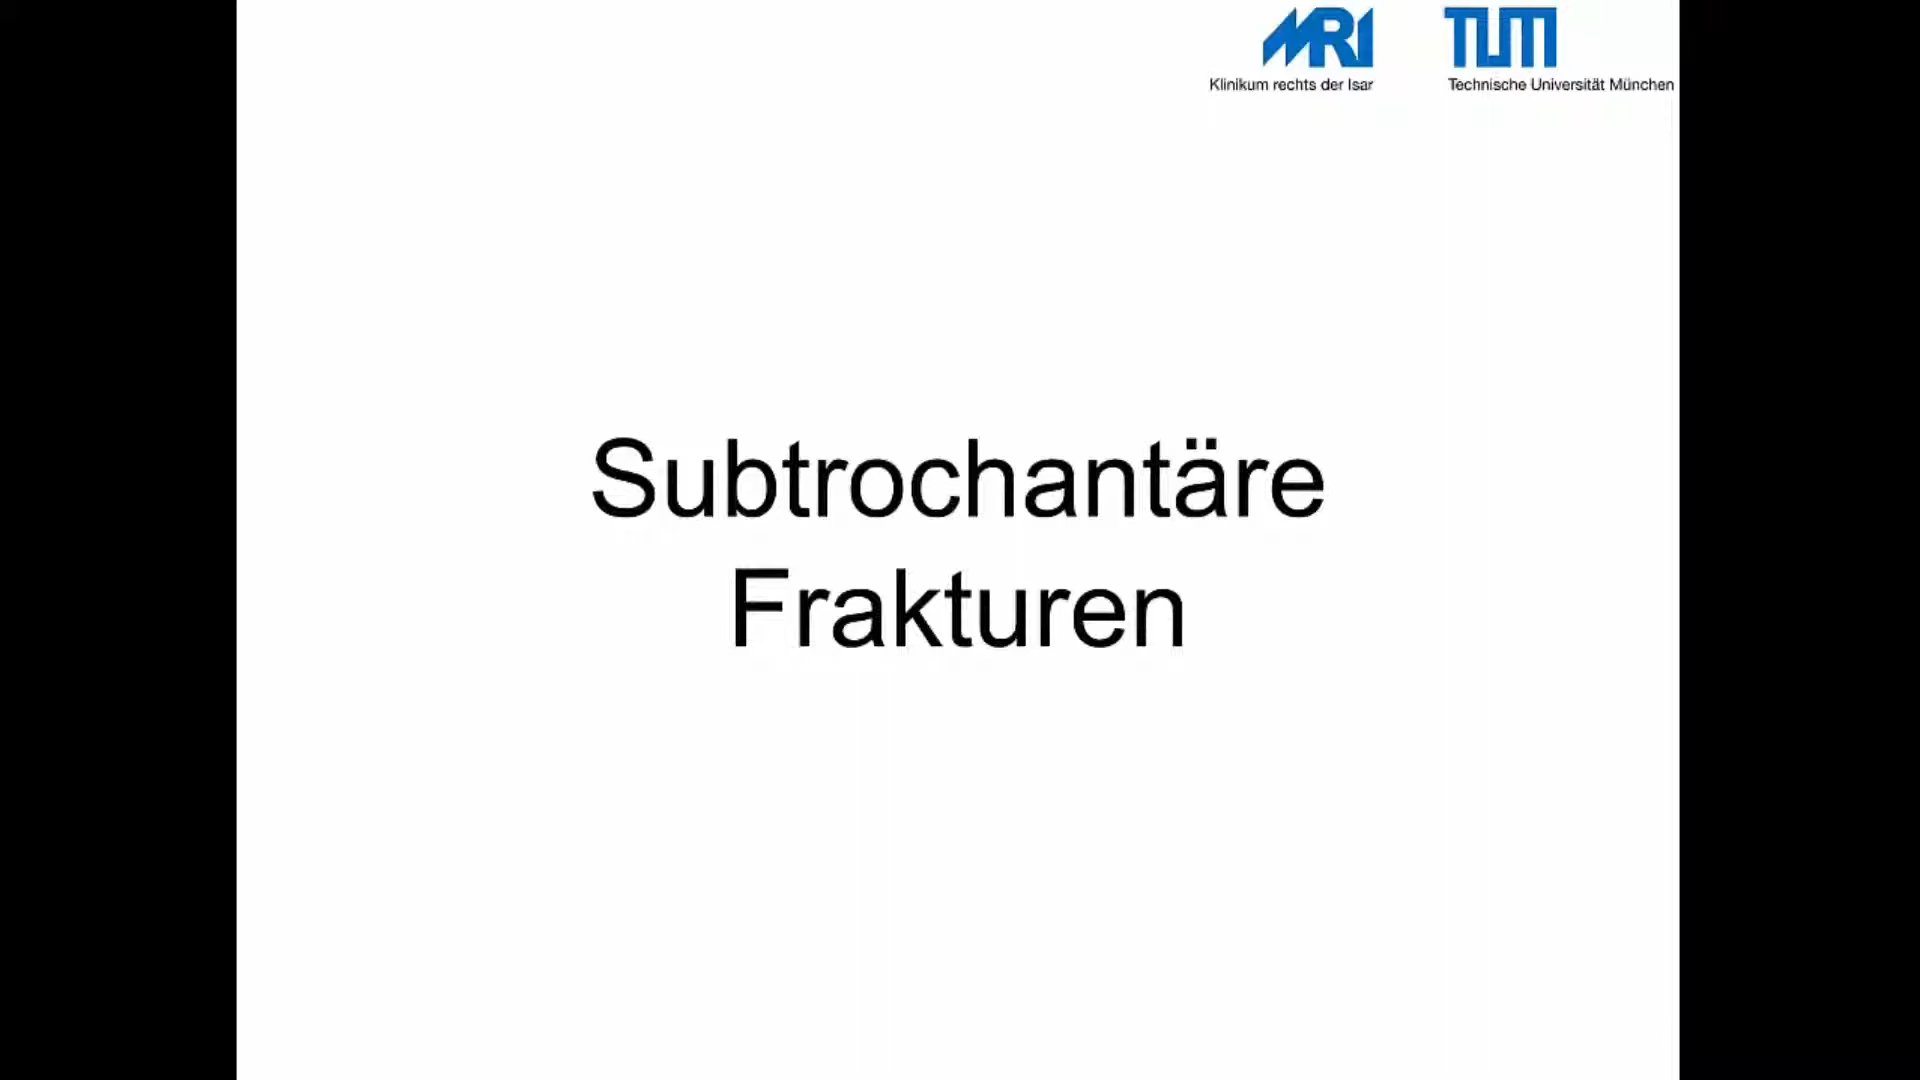 MRI
TUM
Klinikum rechts der Isar
Technische Universität München
Subtrochantäre
Frakturen